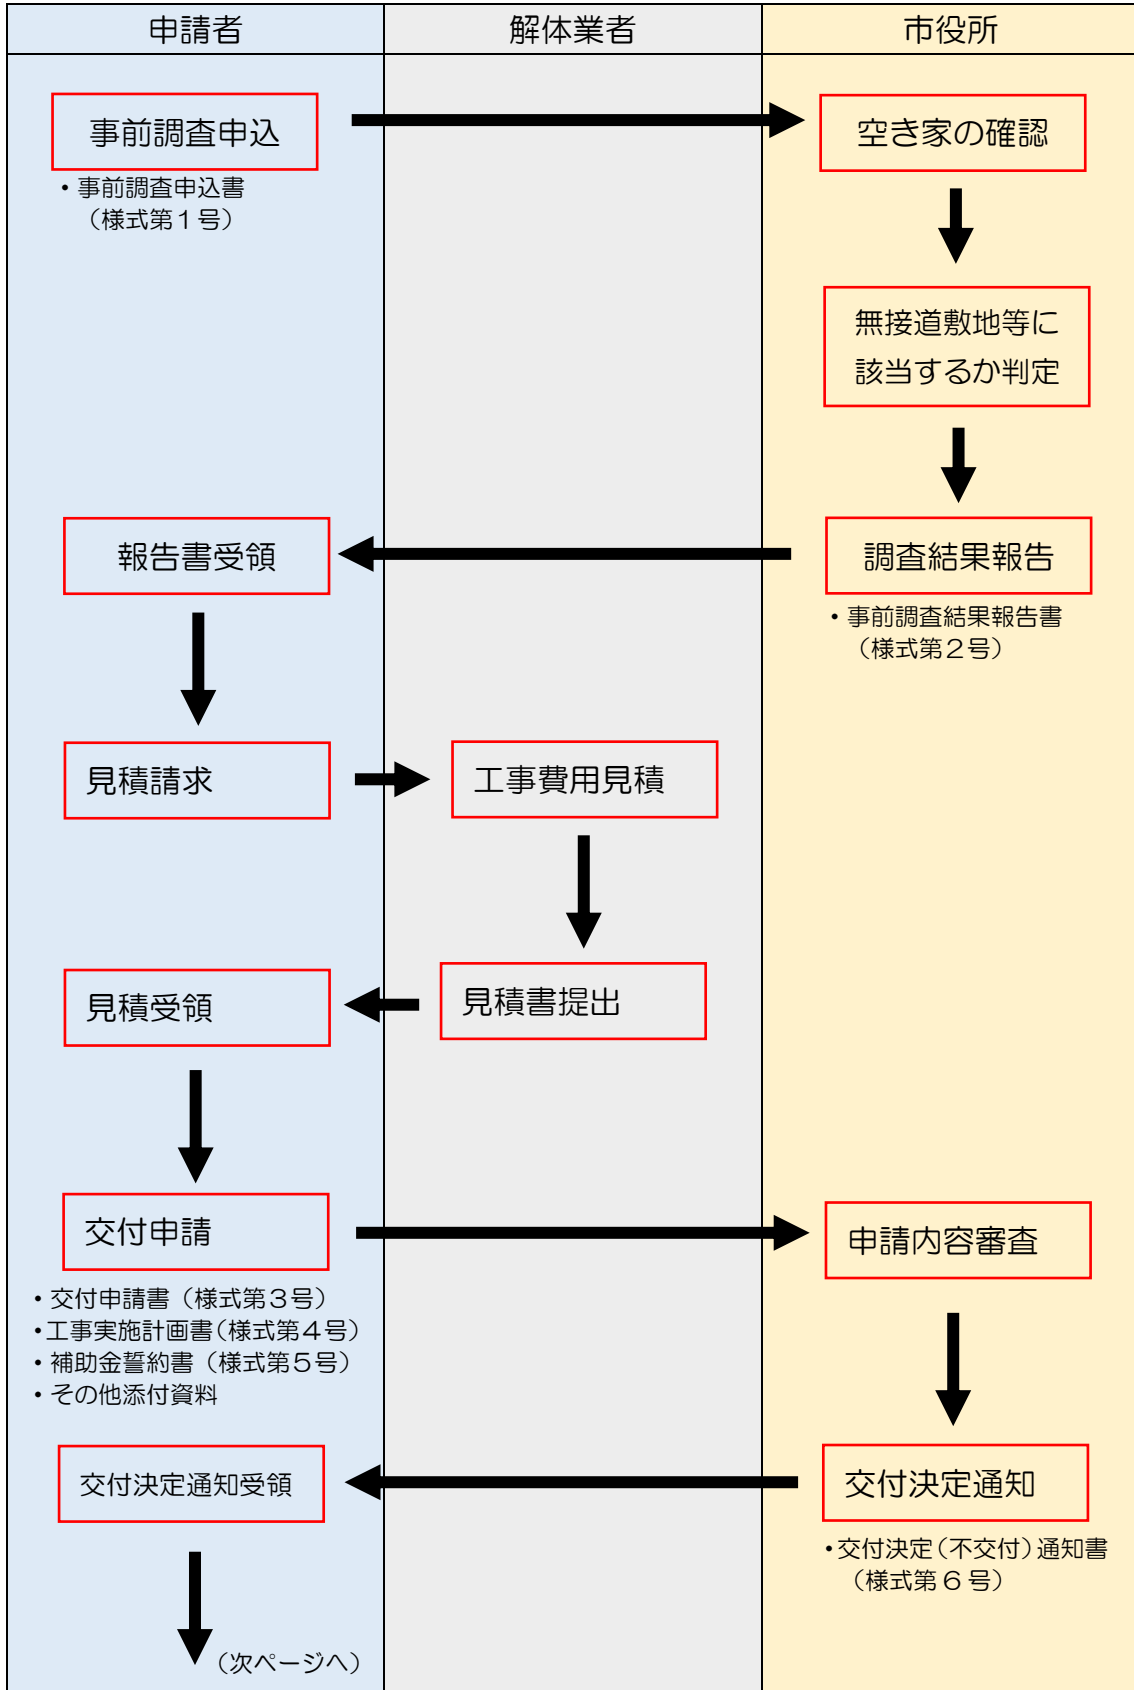 申請者
解体業者
市役所
事前調査申込
空き家の確認
・事前調査申込書
（様式第１号）
無接道敷地等に
該当するか判定
報告書受領
調査結果報告
・事前調査結果報告書
（様式第２号）
見積請求
工事費用見積
見積受領
見積書提出
交付申請
申請内容審査
・交付申請書（様式第３号）
・工事実施計画書（様式第４号）
・補助金誓約書（様式第５号）
・その他添付資料
交付決定通知受領
交付決定通知
・交付決定（不交付）通知書
（様式第６号）
（次ページへ）